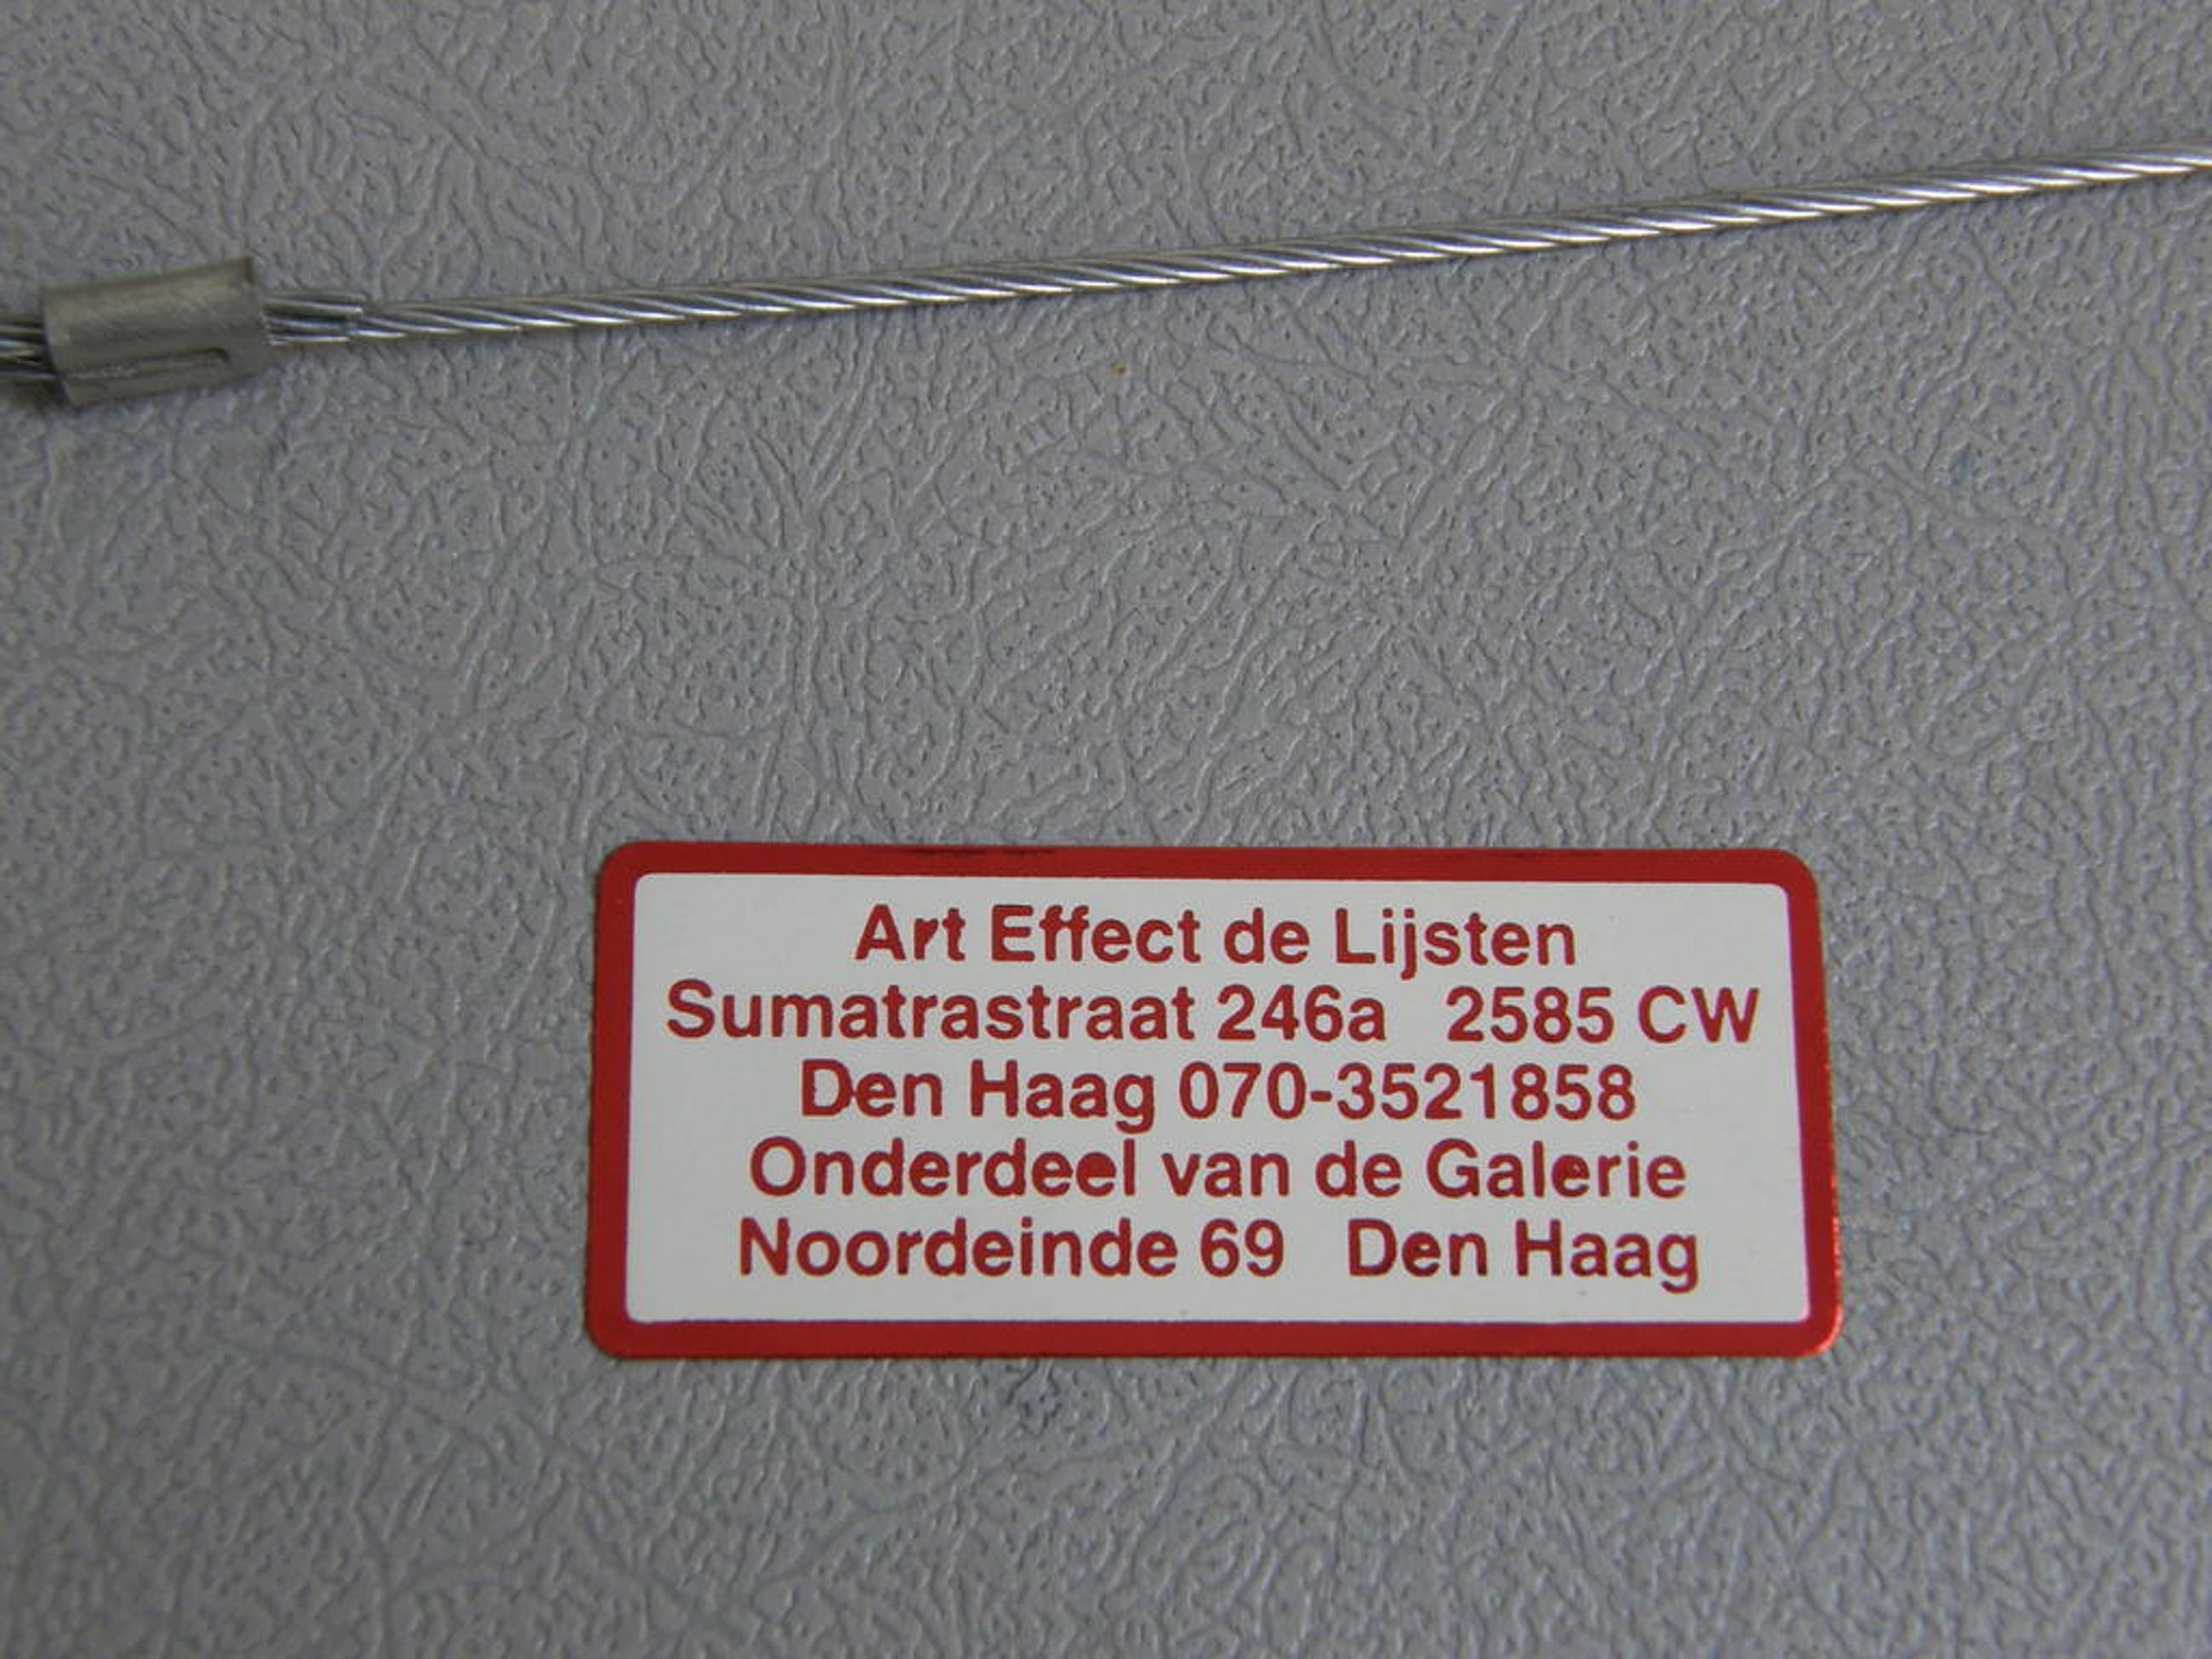 Art Effect de Lijsten
Sumatrastraat 246a 2585 CW
Den Haag 070-3521858
Onderdeel van de Galerie
Noordeinde 69 Den Haag